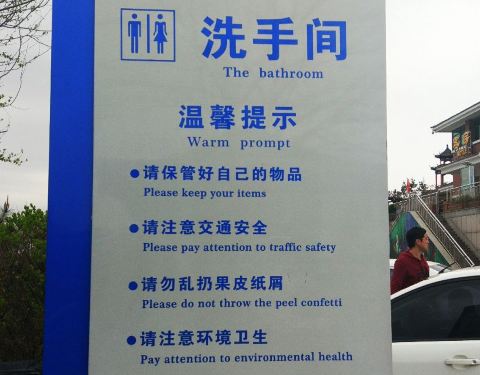 洗手间
The bathroom
温馨提示
Warm prompt
●请保管好自己的物品
Please keep your items
●请注意交通安全
Please pay attention to traffic safety
●请勿乱扔果皮纸屑
Please do not throw the peel confetti
●请注意环境卫生
Pay attention to environmental health